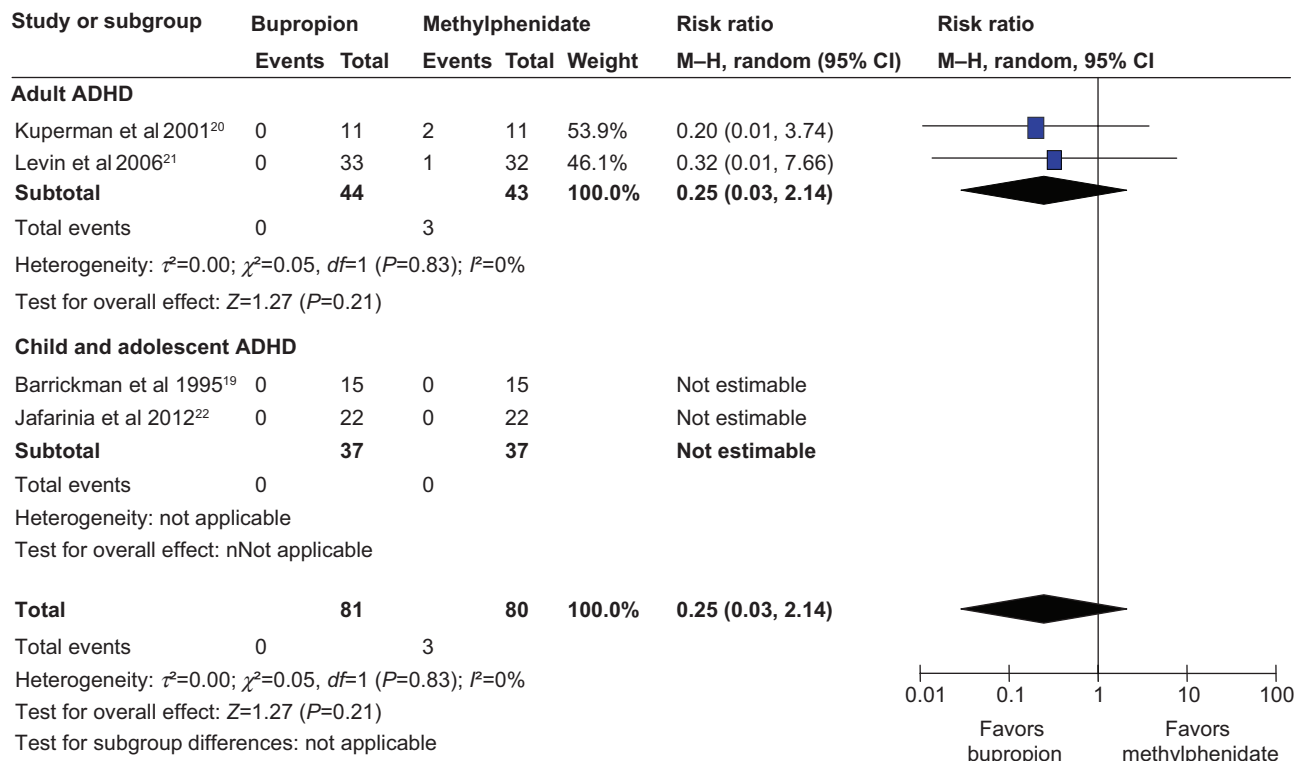 Study or subgroup Bupropion Methylphenidate Risk ratio Risk ratio
Events Total Events Total Weight M–H, random (95% CI) M–H, random, 95% CI
Adult ADHD
Kuperman et al 2001²⁰ 0 11 2 11 53.9% 0.20 (0.01, 3.74)
Levin et al 2006²¹ 0 33 1 32 46.1% 0.32 (0.01, 7.66)
Subtotal 44 43 100.0% 0.25 (0.03, 2.14)
Total events 0 3
Heterogeneity: τ²=0.00; χ²=0.05, df=1 (P=0.83); I²=0%
Test for overall effect: Z=1.27 (P=0.21)
Child and adolescent ADHD
Barrickman et al 1995¹⁹ 0 15 0 15 Not estimable
Jafarinia et al 2012²² 0 22 0 22 Not estimable
Subtotal 37 37 Not estimable
Total events 0 0
Heterogeneity: not applicable
Test for overall effect: nNot applicable
Total 81 80 100.0% 0.25 (0.03, 2.14)
Total events 0 3
Heterogeneity: τ²=0.00; χ²=0.05, df=1 (P=0.83); I²=0%
Test for overall effect: Z=1.27 (P=0.21)
Test for subgroup differences: not applicable
0.01 0.1 1 10 100
Favors bupropion
Favors methylphenidate